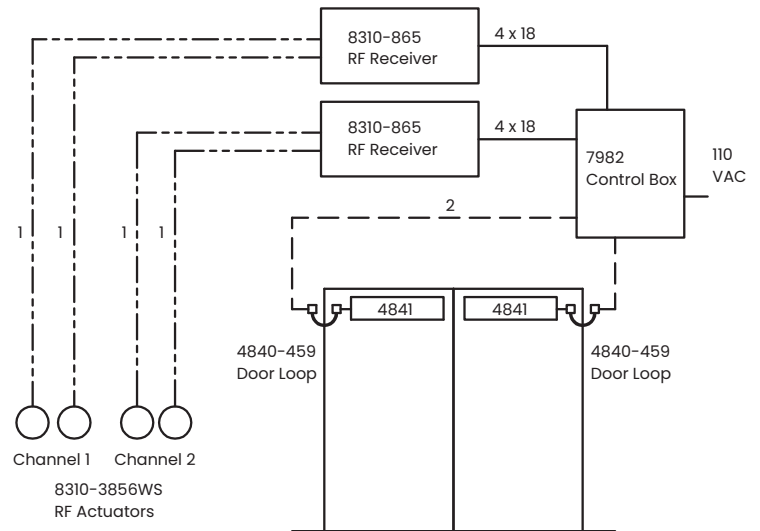 8310-865
RF Receiver
4 x 18
8310-865
RF Receiver
4 x 18
7982
Control Box
110
VAC
2
1
1
1
1
4841
4841
4840-459
Door Loop
4840-459
Door Loop
Channel 1
Channel 2
8310-3856WS
RF Actuators